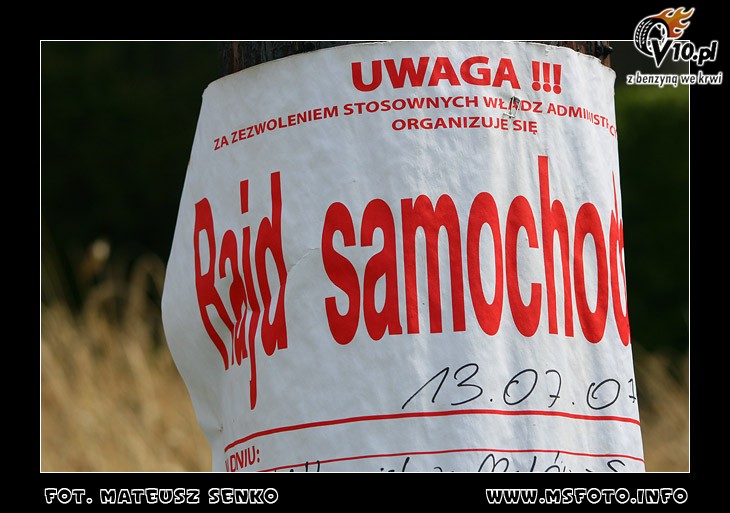 V10.pl
z benzyną we krwi
UWAGA !!!
ZA ZEZWOLENIEM STOSOWNYCH WŁADZ ADMINISTR
ORGANIZUJE SIĘ
Rajd samochod
13.07.07
W DNIU:
FOT. MATEUSZ SENKO
WWW.MSFOTO.INFO